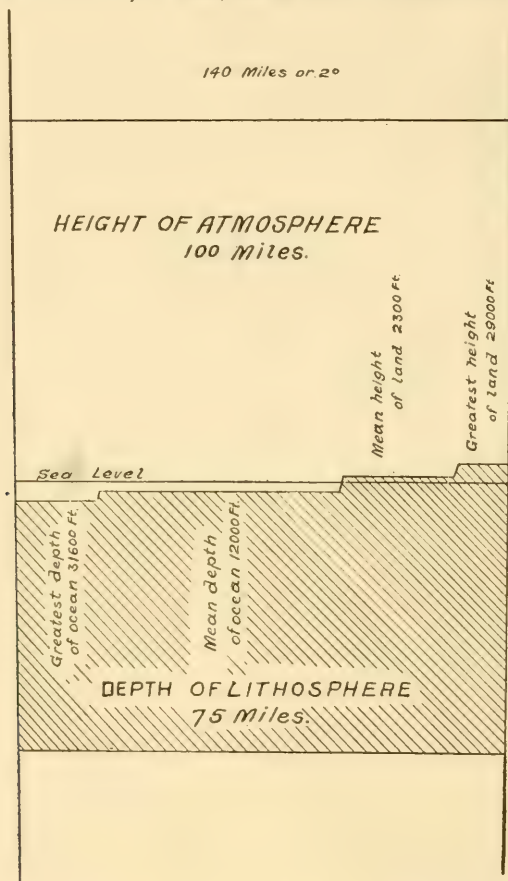 140 Miles or 2°
HEIGHT OF ATMOSPHERE
100 Miles.
Mean height
of land 2300 Ft.
Greatest height
of land 29000 Ft
Sea Level
Greatest depth
of ocean 31600 Ft.
Mean depth
of ocean 12000 Ft.
DEPTH OF LITHOSPHERE
75 Miles.